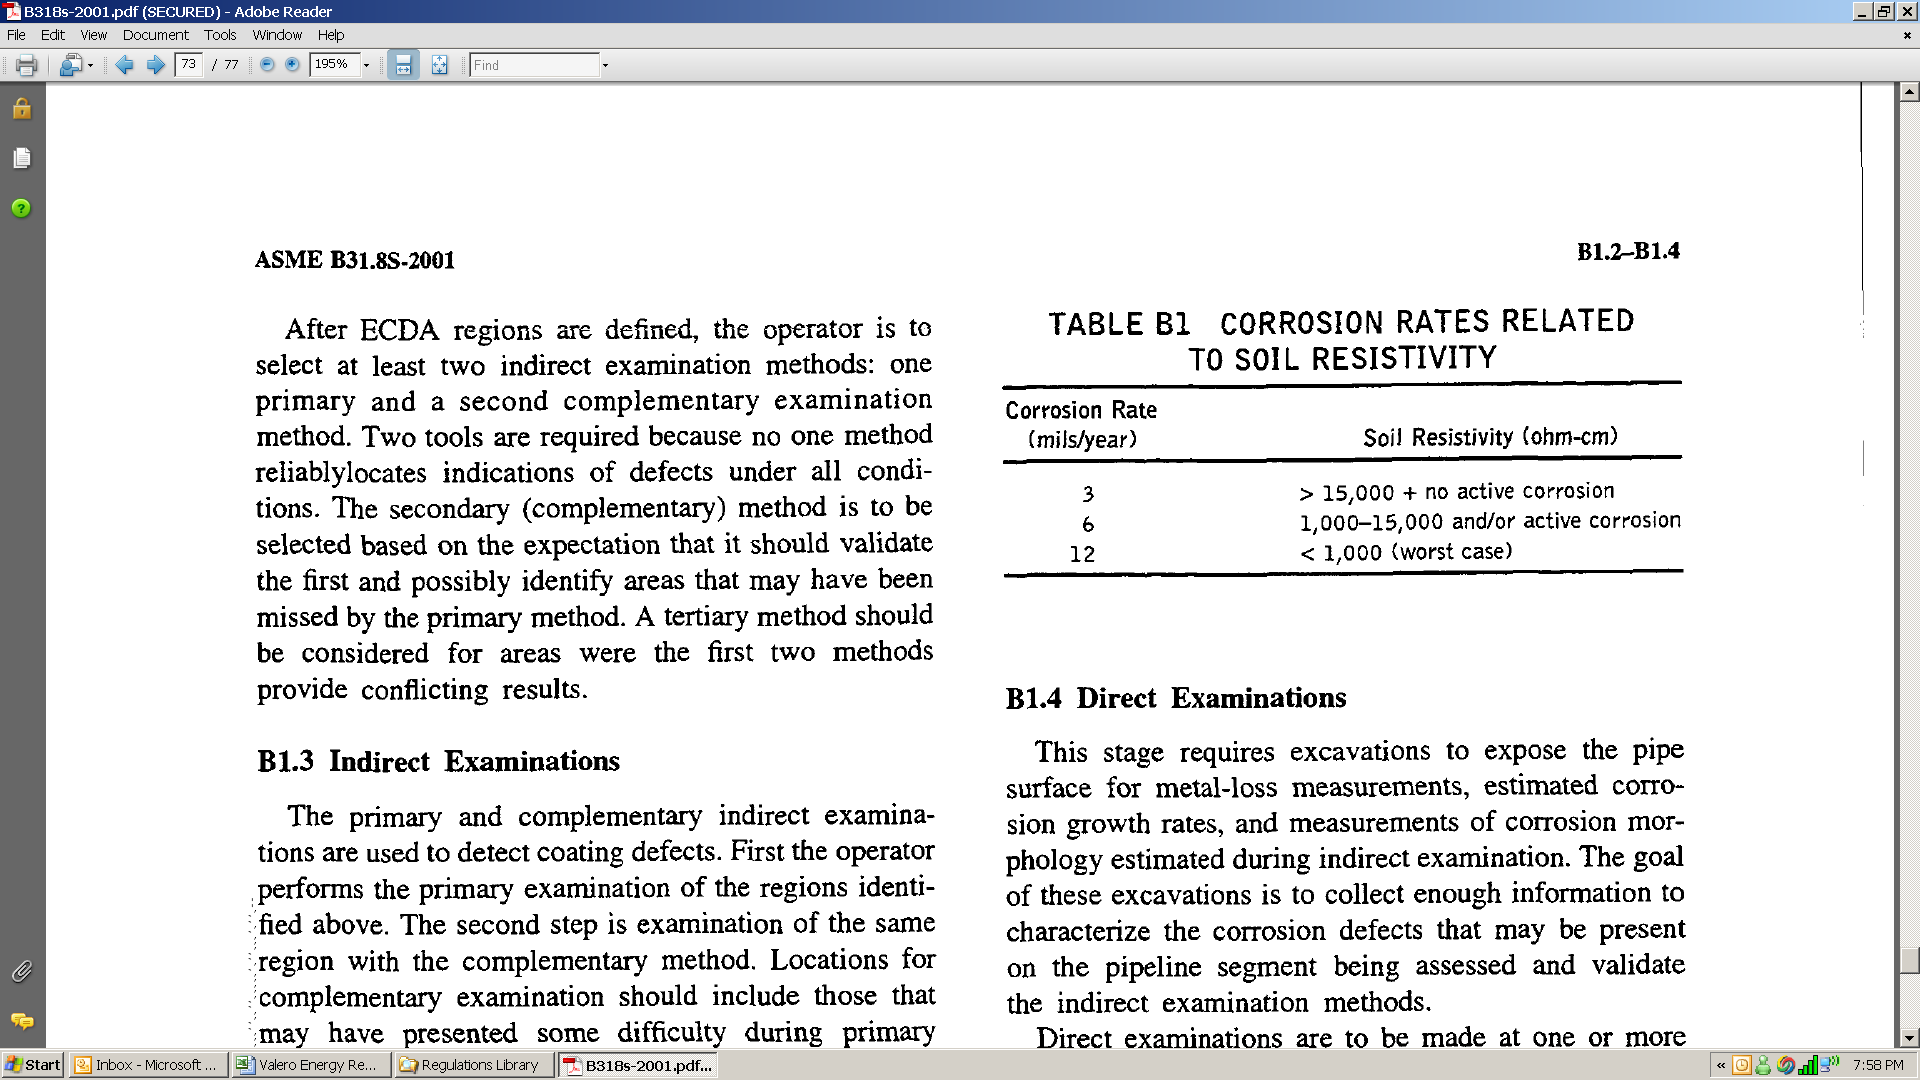 B318s-2001.pdf (SECURED) - Adobe Reader
File Edit View Document Tools Window Help
73 / 77 195% Find
ASME B31.8S-2001
After ECDA regions are defined, the operator is to
select at least two indirect examination methods: one
primary and a second complementary examination
method. Two tools are required because no one method
reliablylocates indications of defects under all condi-
tions. The secondary (complementary) method is to be
selected based on the expectation that it should validate
the first and possibly identify areas that may have been
missed by the primary method. A tertiary method should
be considered for areas were the first two methods
provide conflicting results.
B1.3 Indirect Examinations
The primary and complementary indirect examina-
tions are used to detect coating defects. First the operator
performs the primary examination of the regions identi-
fied above. The second step is examination of the same
region with the complementary method. Locations for
complementary examination should include those that
may have presented some difficulty during primary
B1.2–B1.4
TABLE B1 CORROSION RATES RELATED
TO SOIL RESISTIVITY
Corrosion Rate
(mils/year) Soil Resistivity (ohm-cm)
3 > 15,000 + no active corrosion
6 1,000–15,000 and/or active corrosion
12 < 1,000 (worst case)
B1.4 Direct Examinations
This stage requires excavations to expose the pipe
surface for metal-loss measurements, estimated corro-
sion growth rates, and measurements of corrosion mor-
phology estimated during indirect examination. The goal
of these excavations is to collect enough information to
characterize the corrosion defects that may be present
on the pipeline segment being assessed and validate
the indirect examination methods.
Direct examinations are to be made at one or more
Start Inbox - Microsoft ... Valero Energy Re... Regulations Library B318s-2001.pdf... « 7:58 PM